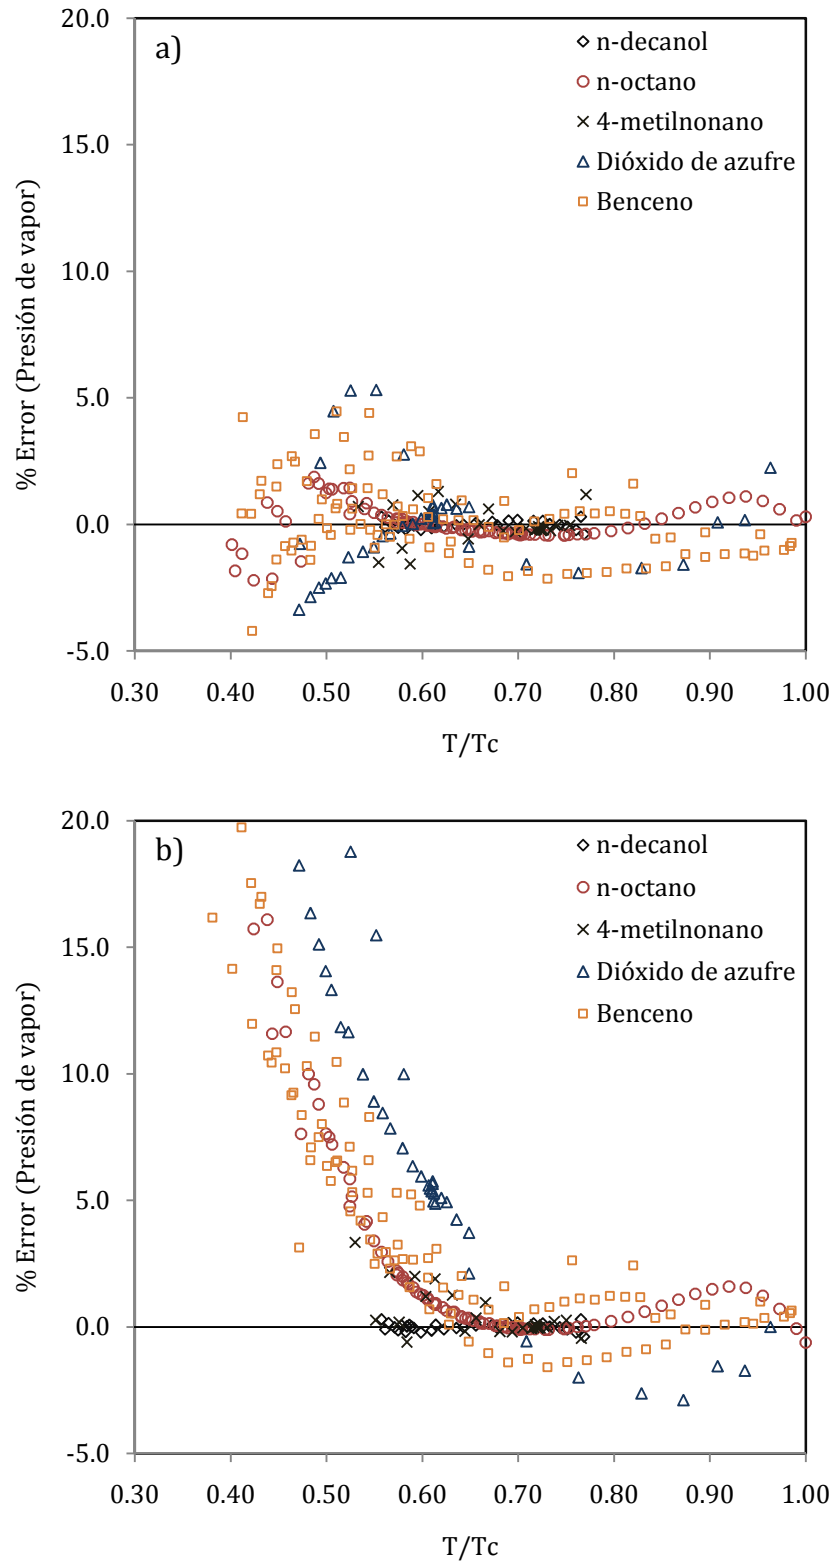 a)
n-decanol
n-octano
4-metilnonano
Dióxido de azufre
Benceno
% Error (Presión de vapor)
20.0
15.0
10.0
5.0
0.0
-5.0
0.30 0.40 0.50 0.60 0.70 0.80 0.90 1.00
T/Tc
b)
n-decanol
n-octano
4-metilnonano
Dióxido de azufre
Benceno
% Error (Presión de vapor)
20.0
15.0
10.0
5.0
0.0
-5.0
0.30 0.40 0.50 0.60 0.70 0.80 0.90 1.00
T/Tc